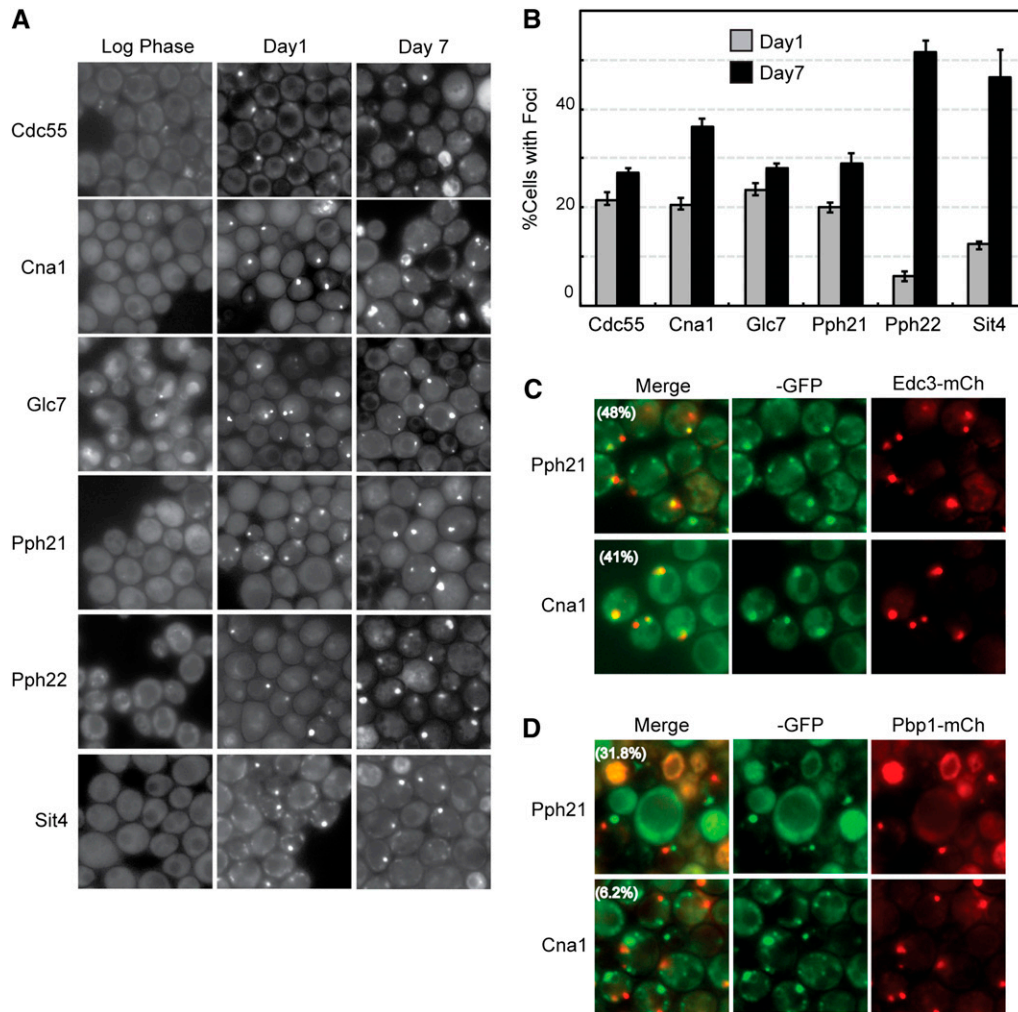 A
Log Phase Day1 Day 7
Cdc55
Cna1
Glc7
Pph21
Pph22
Sit4
B
Day1
Day7
%Cells with Foci
40
20
0
Cdc55 Cna1 Glc7 Pph21 Pph22 Sit4
C
Merge -GFP Edc3-mCh
(48%)
Pph21
(41%)
Cna1
D
Merge -GFP Pbp1-mCh
(31.8%)
Pph21
(6.2%)
Cna1